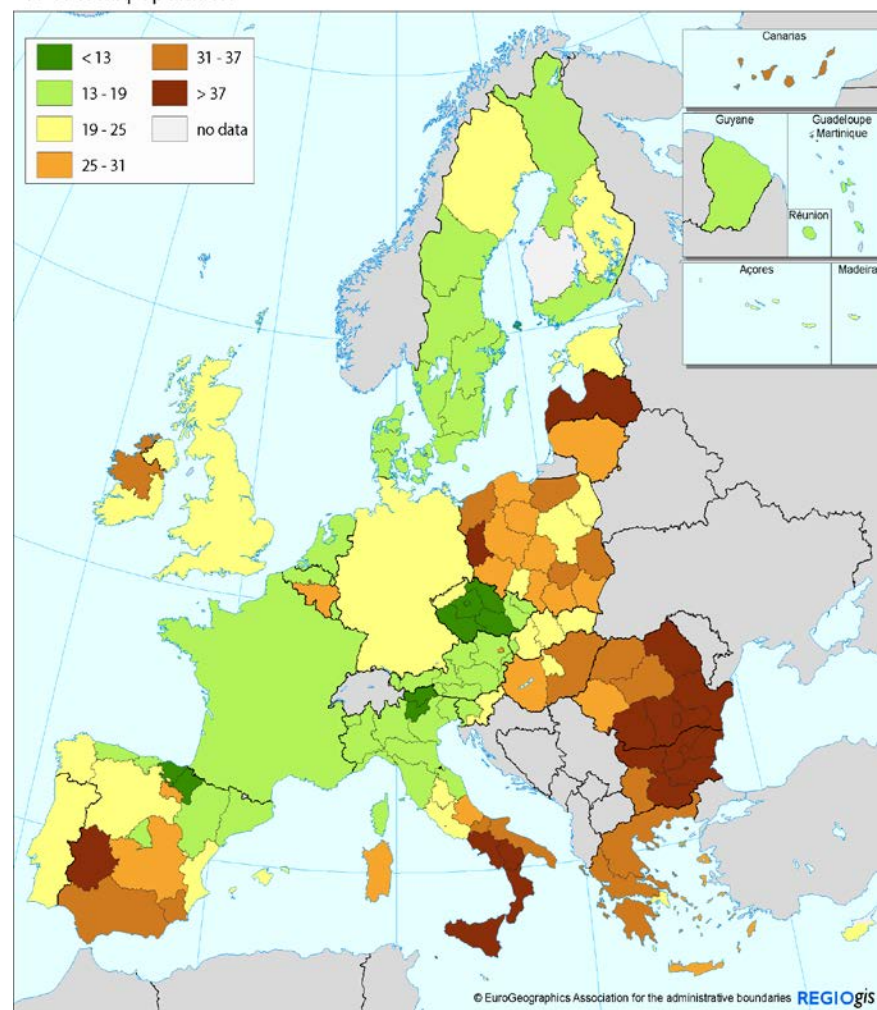 < 13
13 - 19
19 - 25
25 - 31
31 - 37
> 37
no data
Canarias
Guyane
Guadeloupe
Martinique
Réunion
Açores
Madeira
© EuroGeographics Association for the administrative boundaries REGIOgis